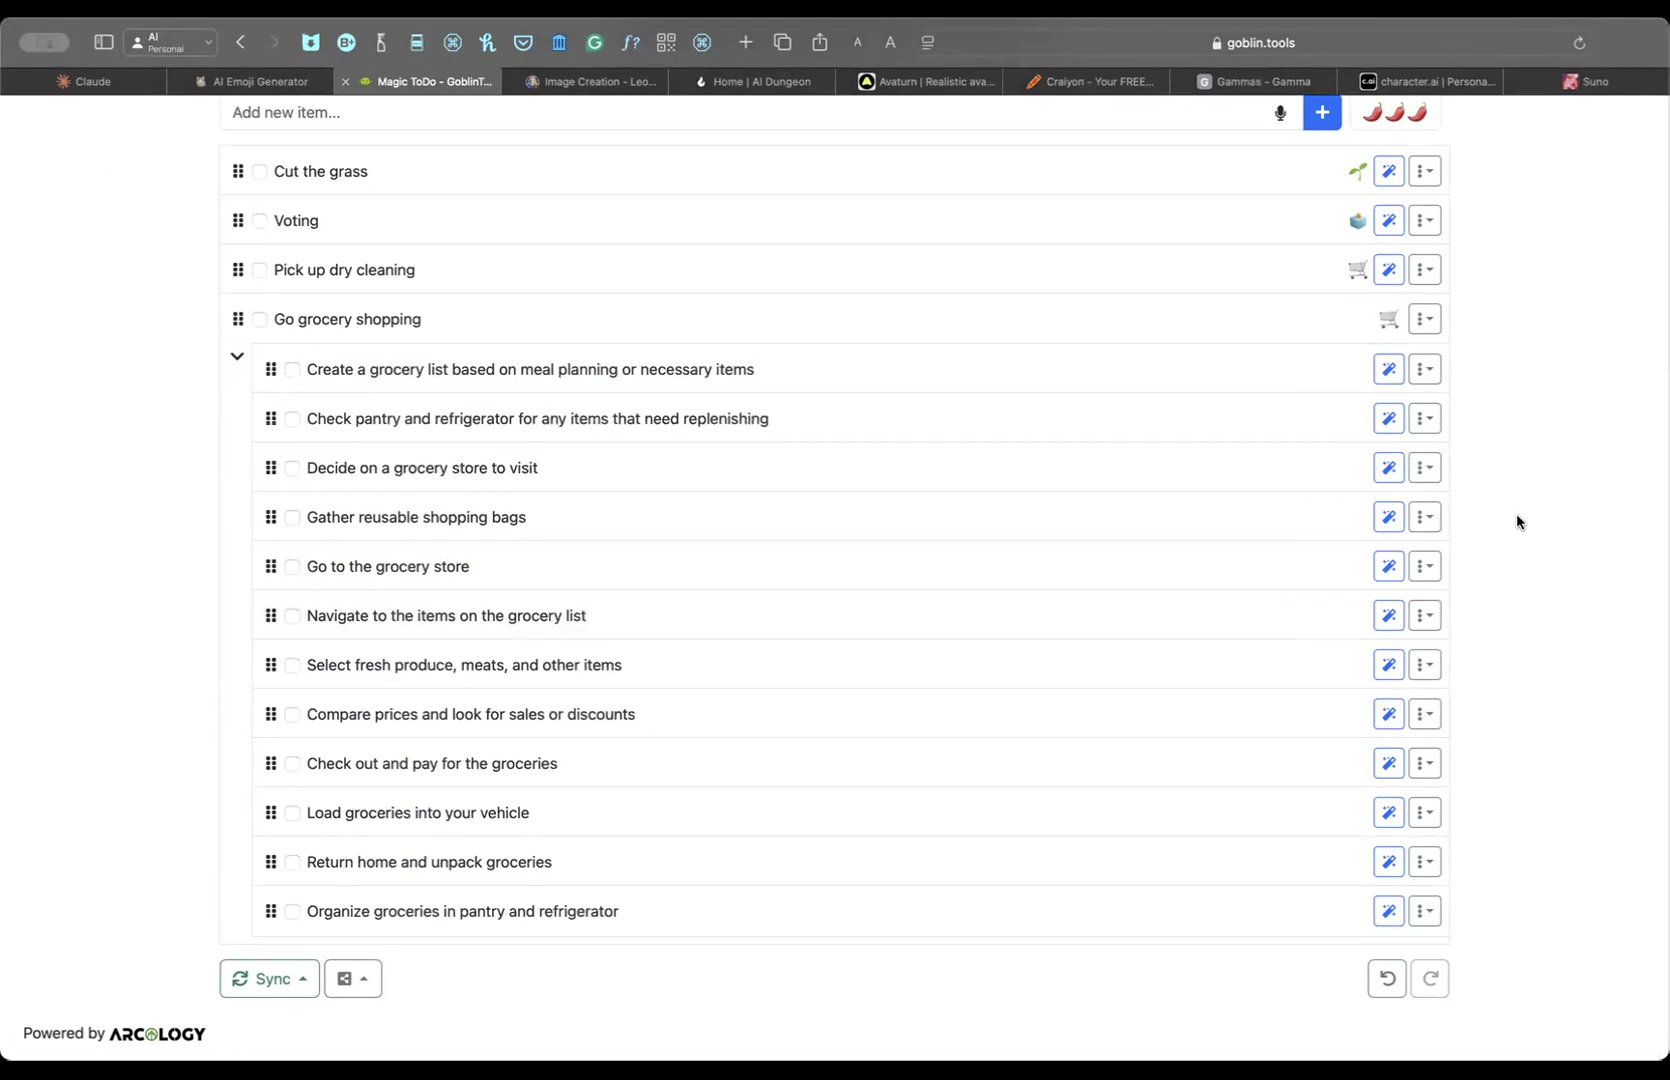 AI
Personal
goblin.tools
Claude
AI Emoji Generator
Magic ToDo - GoblinT...
Image Creation - Leo...
Home | AI Dungeon
Avaturn | Realistic ava...
Craiyon - Your FREE...
Gammas - Gamma
character.ai | Persona...
Suno
Add new item...
Cut the grass
Voting
Pick up dry cleaning
Go grocery shopping
Create a grocery list based on meal planning or necessary items
Check pantry and refrigerator for any items that need replenishing
Decide on a grocery store to visit
Gather reusable shopping bags
Go to the grocery store
Navigate to the items on the grocery list
Select fresh produce, meats, and other items
Compare prices and look for sales or discounts
Check out and pay for the groceries
Load groceries into your vehicle
Return home and unpack groceries
Organize groceries in pantry and refrigerator
Sync
Powered by ARCOLOGY